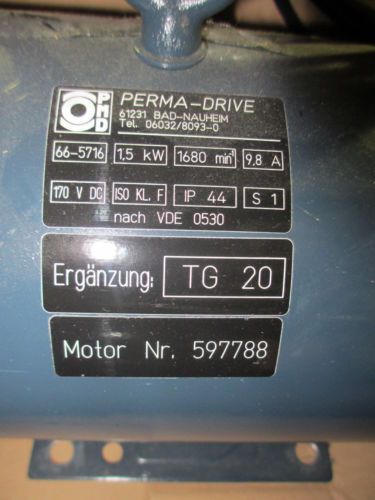 PMD
PERMA-DRIVE
61231 BAD-NAUHEIM
Tel. 06032/8093-0
66-5716 1,5 kW 1680 min⁻¹ 9,8 A
170 V DC ISO KL. F IP 44 S 1
nach VDE 0530
Ergänzung: TG 20
Motor Nr. 597788